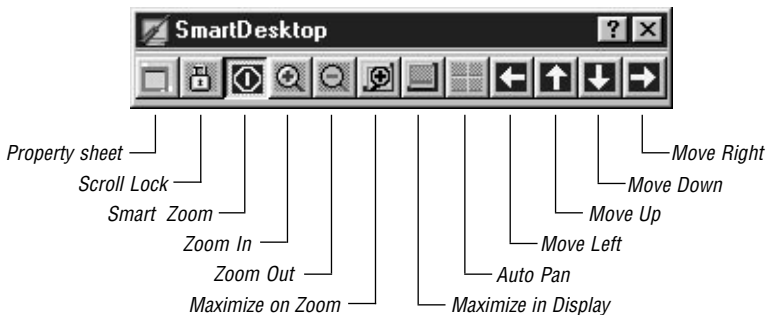 SmartDesktop
Property sheet
Move Right
Scroll Lock
Move Down
Smart Zoom
Move Up
Zoom In
Move Left
Zoom Out
Auto Pan
Maximize on Zoom
Maximize in Display